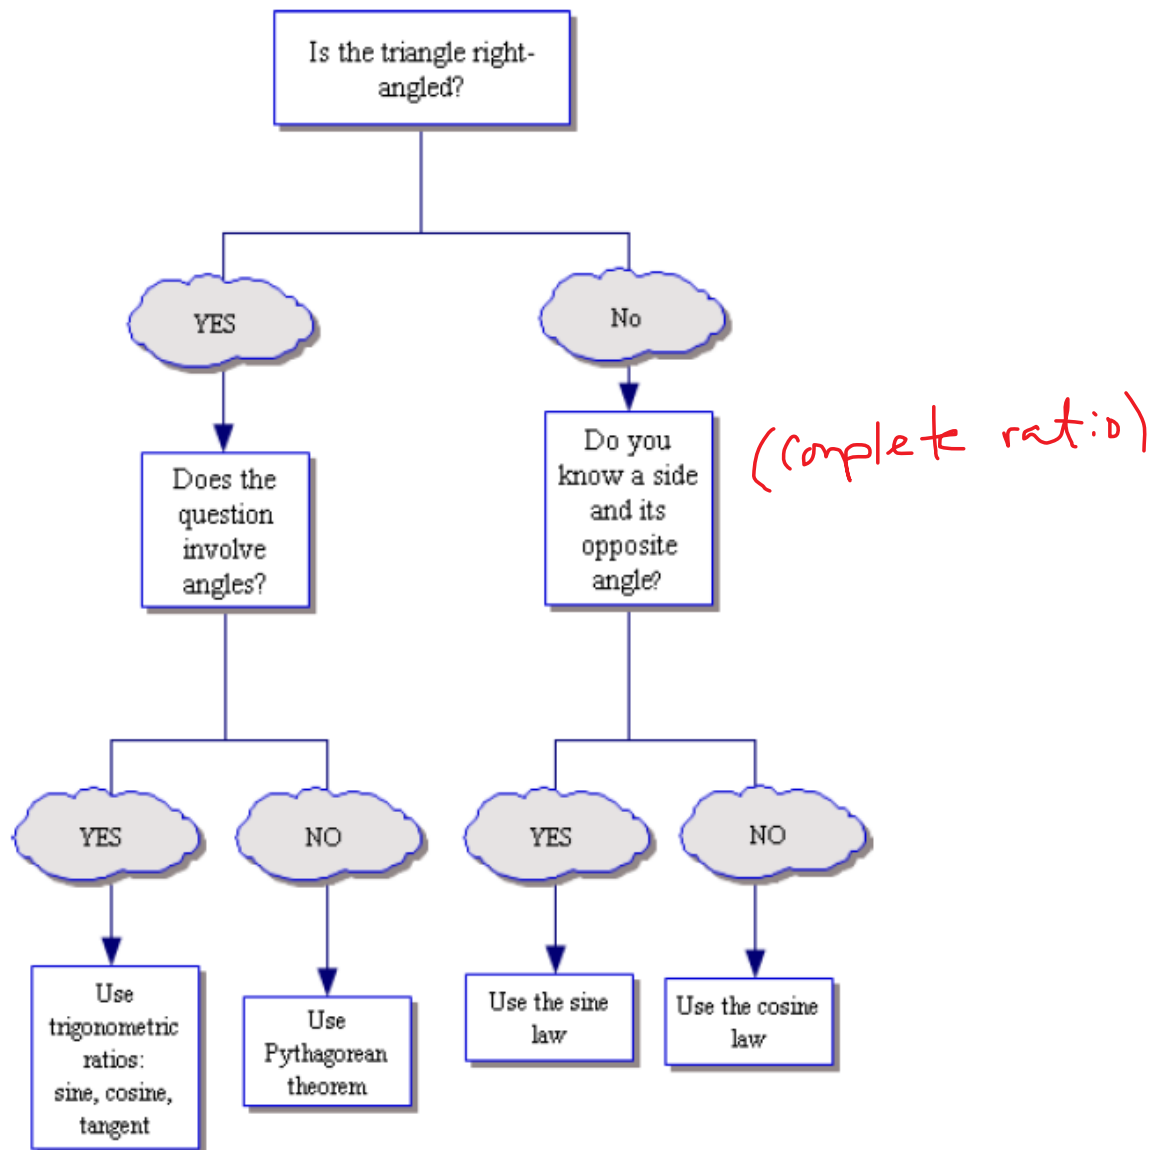 Is the triangle right-
angled?
YES
No
Do you
know a side
and its
opposite
angle?
(complete ratio)
Does the
question
involve
angles?
YES
NO
YES
NO
Use
trigonometric
ratios:
sine, cosine,
tangent
Use
Pythagorean
theorem
Use the sine
law
Use the cosine
law